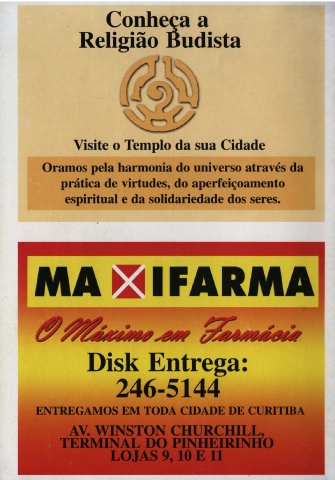 Conheça a
Religião Budista
Visite o Templo da sua Cidade
Oramos pela harmonia do universo através da
prática de virtudes, do aperfeiçoamento
espiritual e da solidariedade dos seres.
MAXIFARMA
O Máximo em Farmácia
Disk Entrega:
246-5144
ENTREGAMOS EM TODA CIDADE DE CURITIBA
AV. WINSTON CHURCHILL,
TERMINAL DO PINHEIRINHO
LOJAS 9, 10 E 11